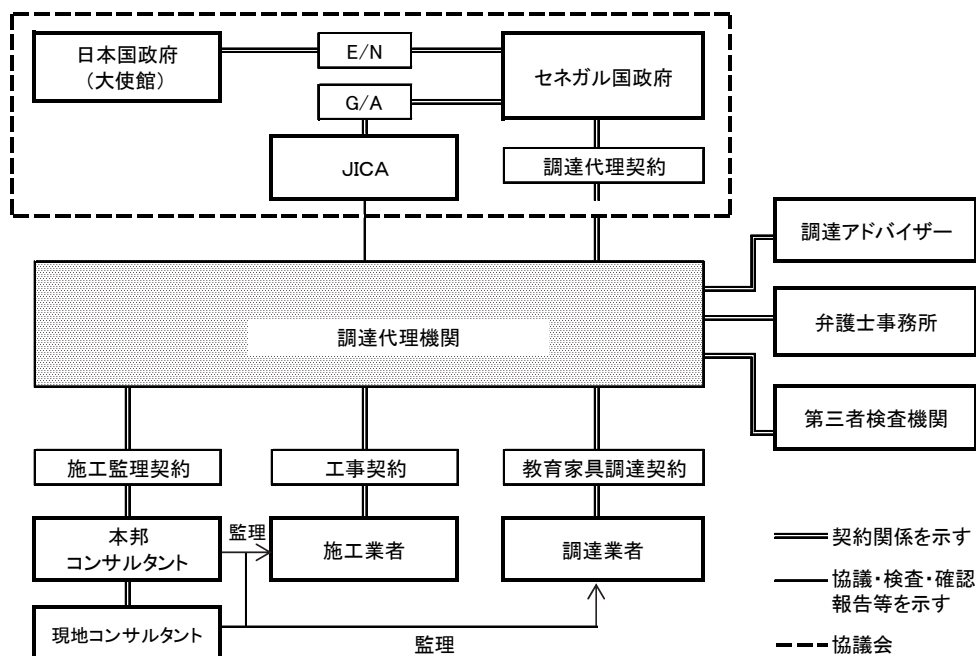 日本国政府
（大使館）
E/N
セネガル国政府
G/A
JICA
調達代理契約
調達アドバイザー
調達代理機関
弁護士事務所
第三者検査機関
施工監理契約
工事契約
教育家具調達契約
本邦
コンサルタント
監理
施工業者
調達業者
現地コンサルタント
監理
契約関係を示す
協議・検査・確認
報告等を示す
協議会